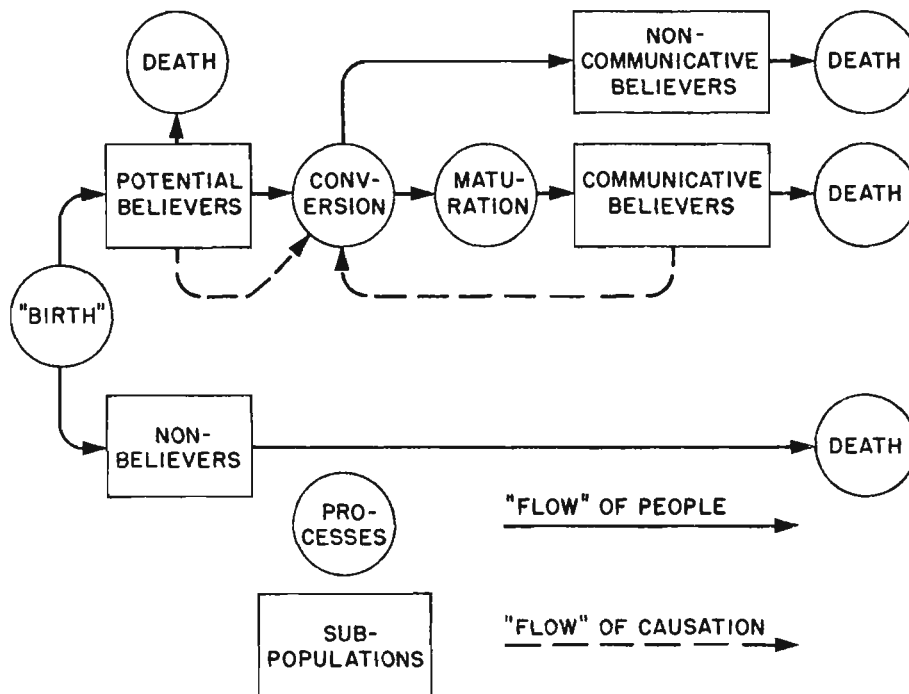 DEATH
NON-
COMMUNICATIVE
BELIEVERS
DEATH
POTENTIAL
BELIEVERS
CONV-
ERSION
MATU-
RATION
COMMUNICATIVE
BELIEVERS
DEATH
"BIRTH"
NON-
BELIEVERS
DEATH
PRO-
CESSES
"FLOW" OF PEOPLE
SUB-
POPULATIONS
"FLOW" OF CAUSATION